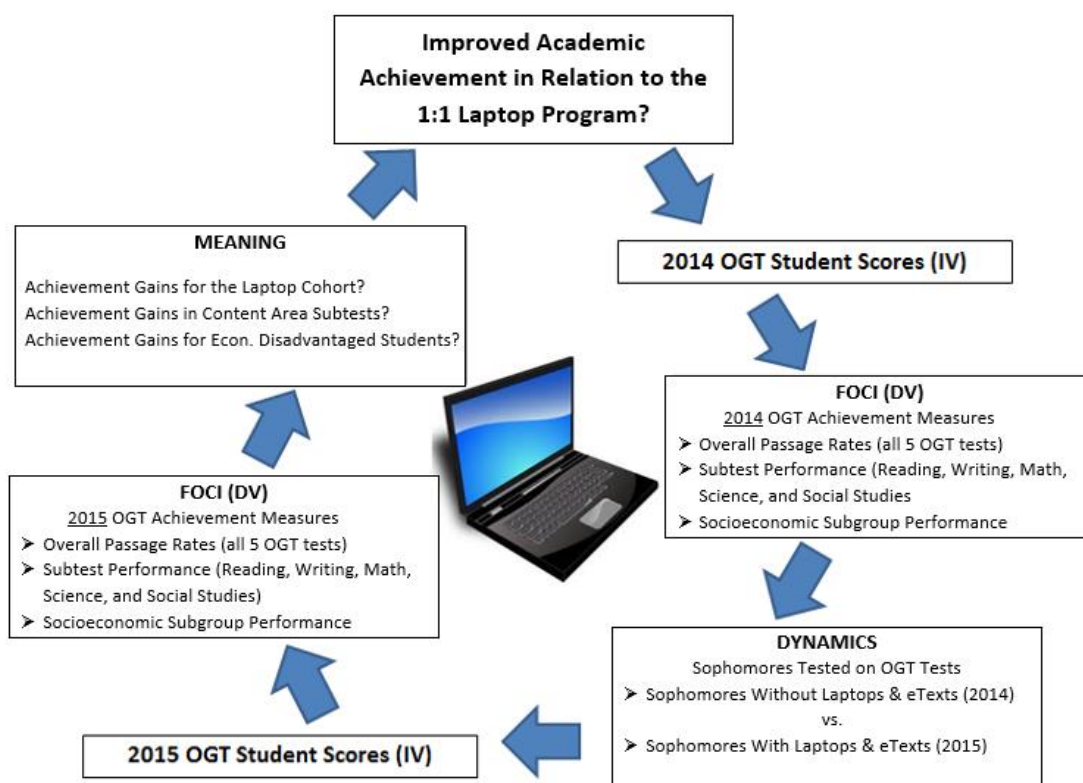 Improved Academic
Achievement in Relation to the
1:1 Laptop Program?
2014 OGT Student Scores (IV)
FOCI (DV)
2014 OGT Achievement Measures
➤ Overall Passage Rates (all 5 OGT tests)
➤ Subtest Performance (Reading, Writing, Math,
Science, and Social Studies
➤ Socioeconomic Subgroup Performance
DYNAMICS
Sophomores Tested on OGT Tests
➤ Sophomores Without Laptops & eTexts (2014)
vs.
➤ Sophomores With Laptops & eTexts (2015)
2015 OGT Student Scores (IV)
FOCI (DV)
2015 OGT Achievement Measures
➤ Overall Passage Rates (all 5 OGT tests)
➤ Subtest Performance (Reading, Writing, Math,
Science, and Social Studies)
➤ Socioeconomic Subgroup Performance
MEANING
Achievement Gains for the Laptop Cohort?
Achievement Gains in Content Area Subtests?
Achievement Gains for Econ. Disadvantaged Students?